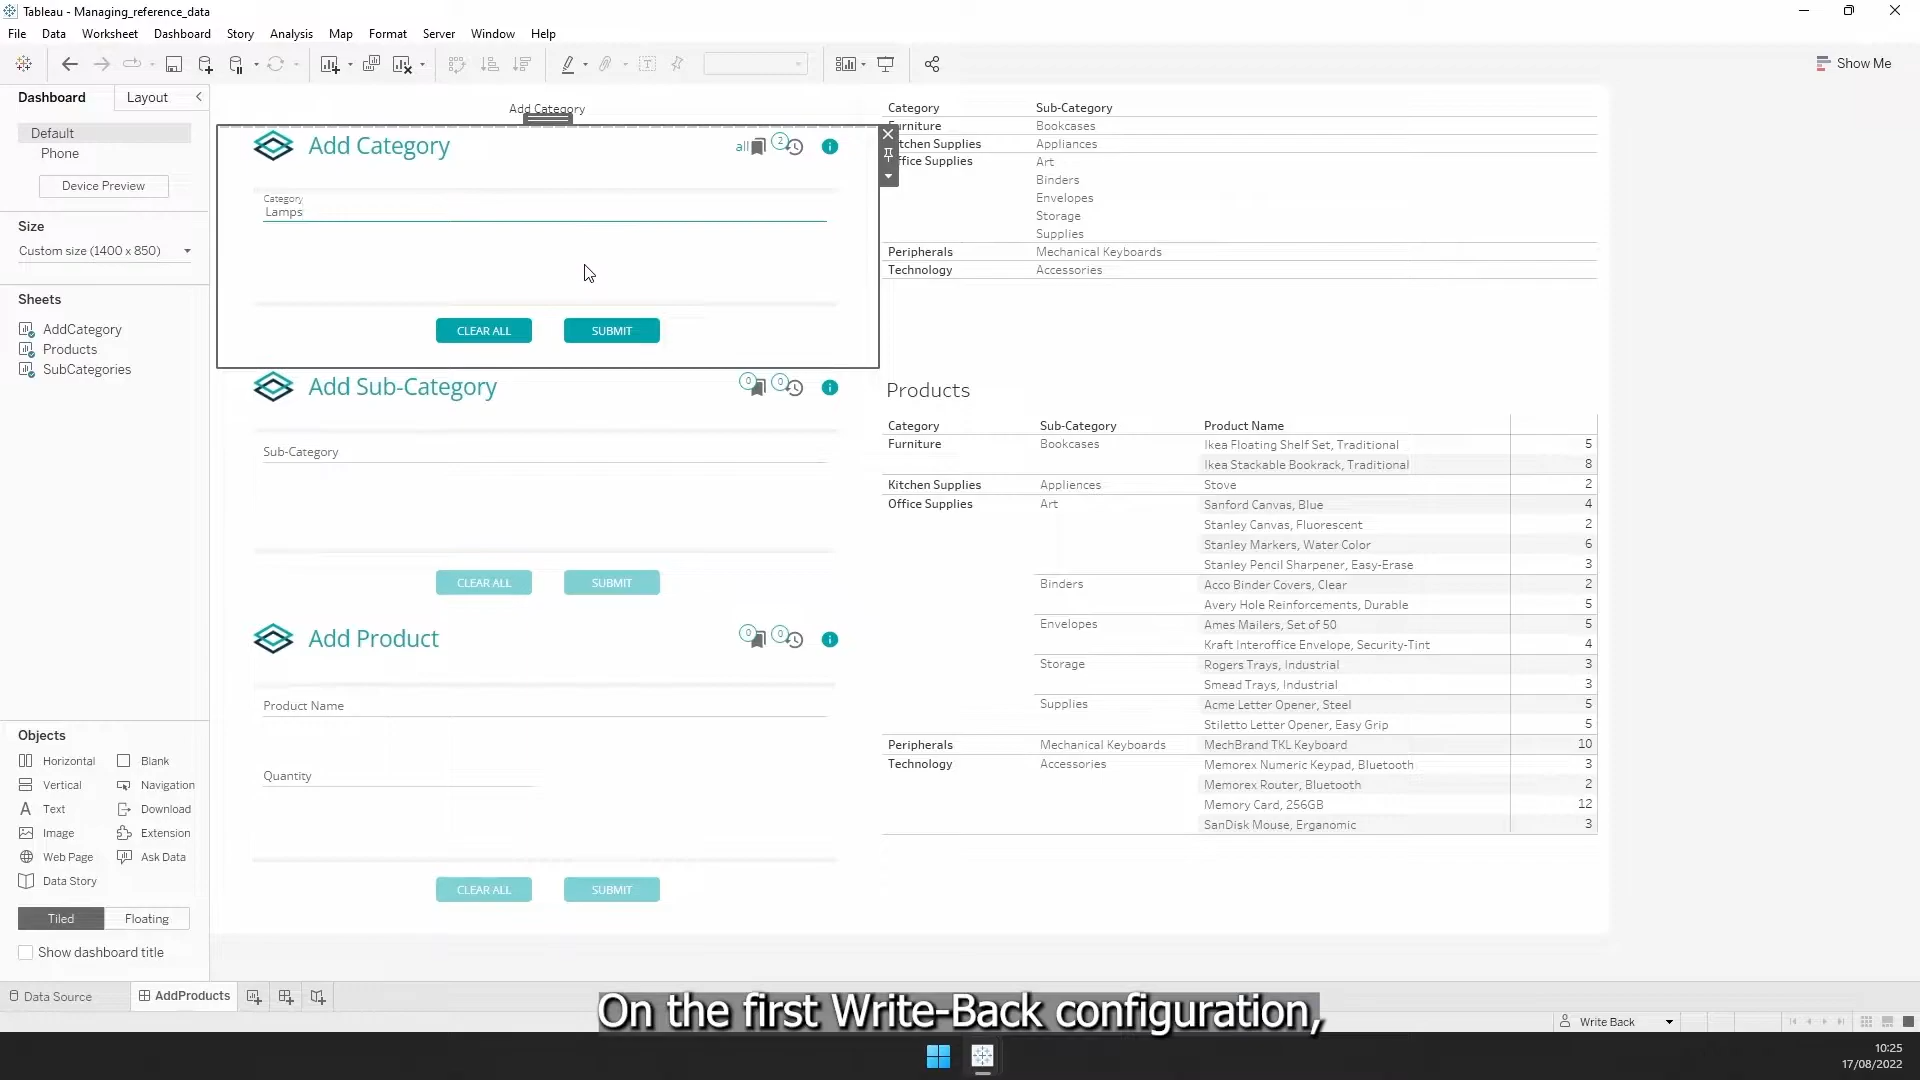 Tableau - Managing_reference_data
File Data Worksheet Dashboard Story Analysis Map Format Server Window Help
Show Me
Dashboard Layout
Default
Phone
Device Preview
Size
Custom size (1400 x 850)
Sheets
AddCategory
Products
SubCategories
Objects
Horizontal Blank
Vertical Navigation
Text Download
Image Extension
Web Page Ask Data
Data Story
Tiled Floating
Show dashboard title
Add Category
Add Category
all 2
Category
Lamps
CLEAR ALL SUBMIT
Add Sub-Category
0 0
Sub-Category
CLEAR ALL SUBMIT
Add Product
0 0
Product Name
Quantity
CLEAR ALL SUBMIT
Category Sub-Category
Furniture Bookcases
Appliances
Art
Binders
Envelopes
Storage
Supplies
Peripherals Mechanical Keyboards
Technology Accessories
Products
Category Sub-Category Product Name
Furniture Bookcases Ikea Floating Shelf Set, Traditional 5
Ikea Stackable Bookrack, Traditional 8
Kitchen Supplies Appliances Stove 2
Office Supplies Art Sanford Canvas, Blue 4
Stanley Canvas, Fluorescent 2
Stanley Markers, Water Color 6
Stanley Pencil Sharpener, Easy-Erase 3
Binders Acco Binder Covers, Clear 2
Avery Hole Reinforcements, Durable 5
Envelopes Ames Mailers, Set of 50 5
Kraft Interoffice Envelope, Security-Tint 4
Storage Rogers Trays, Industrial 3
Smead Trays, Industrial 3
Supplies Acme Letter Opener, Steel 5
Stiletto Letter Opener, Easy Grip 5
Peripherals Mechanical Keyboards MechBrand TKL Keyboard 10
Technology Accessories Memorex Numeric Keypad, Bluetooth 3
Memorex Router, Bluetooth 2
Memory Card, 256GB 12
SanDisk Mouse, Erganomic 3
Data Source AddProducts
On the first Write-Back configuration,
Write Back
10:25
17/08/2022